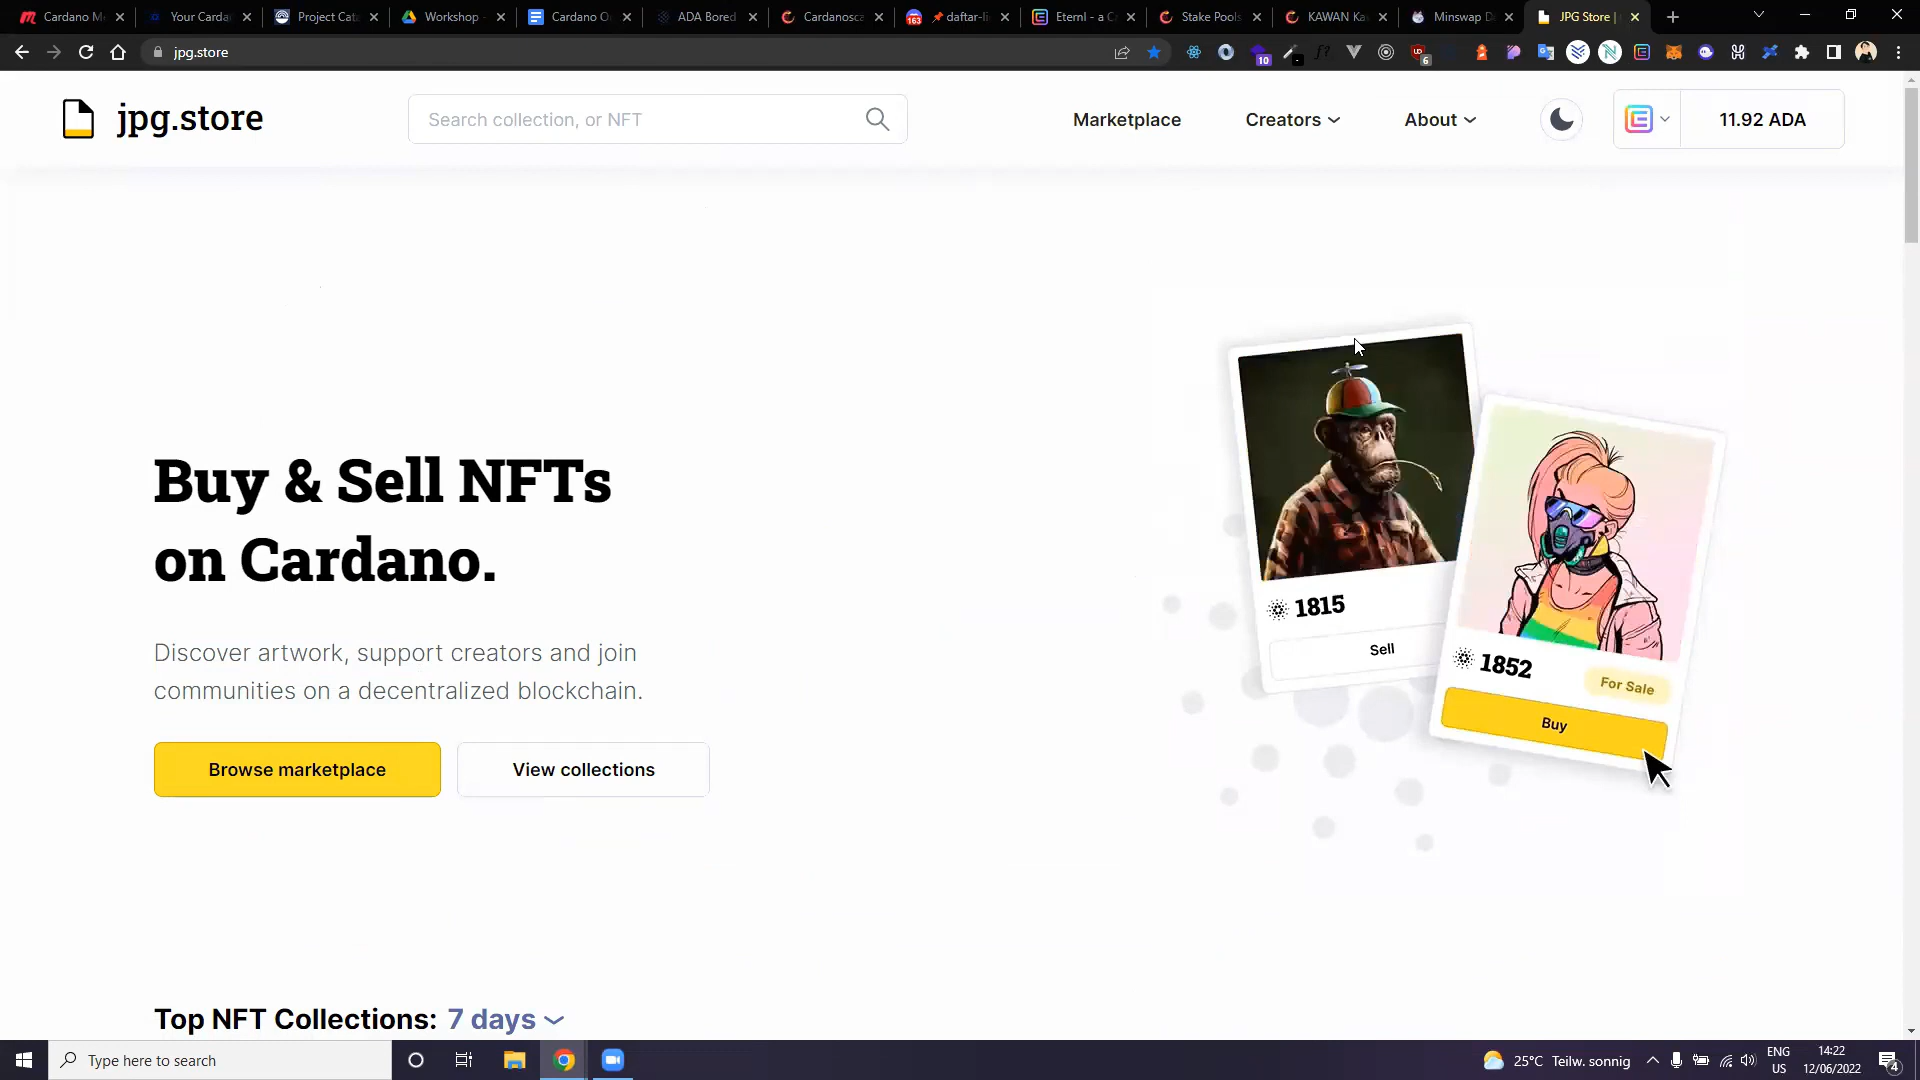 Cardano M
Your Carda
Project Cat
Workshop -
Cardano O
ADA Bored
Cardanosca
163
daftar-li
Eternl - a C
Stake Pools
KAWAN Ka
Minswap D
JPG Store |
jpg.store
10
6
jpg.store
Search collection, or NFT
Marketplace
Creators
About
11.92 ADA
Buy & Sell NFTs
on Cardano.
Discover artwork, support creators and join
communities on a decentralized blockchain.
Browse marketplace
View collections
1815
Sell
1852
For Sale
Buy
Top NFT Collections: 7 days
Type here to search
25°C Teilw. sonnig
ENG
US
14:22
12/06/2022
4